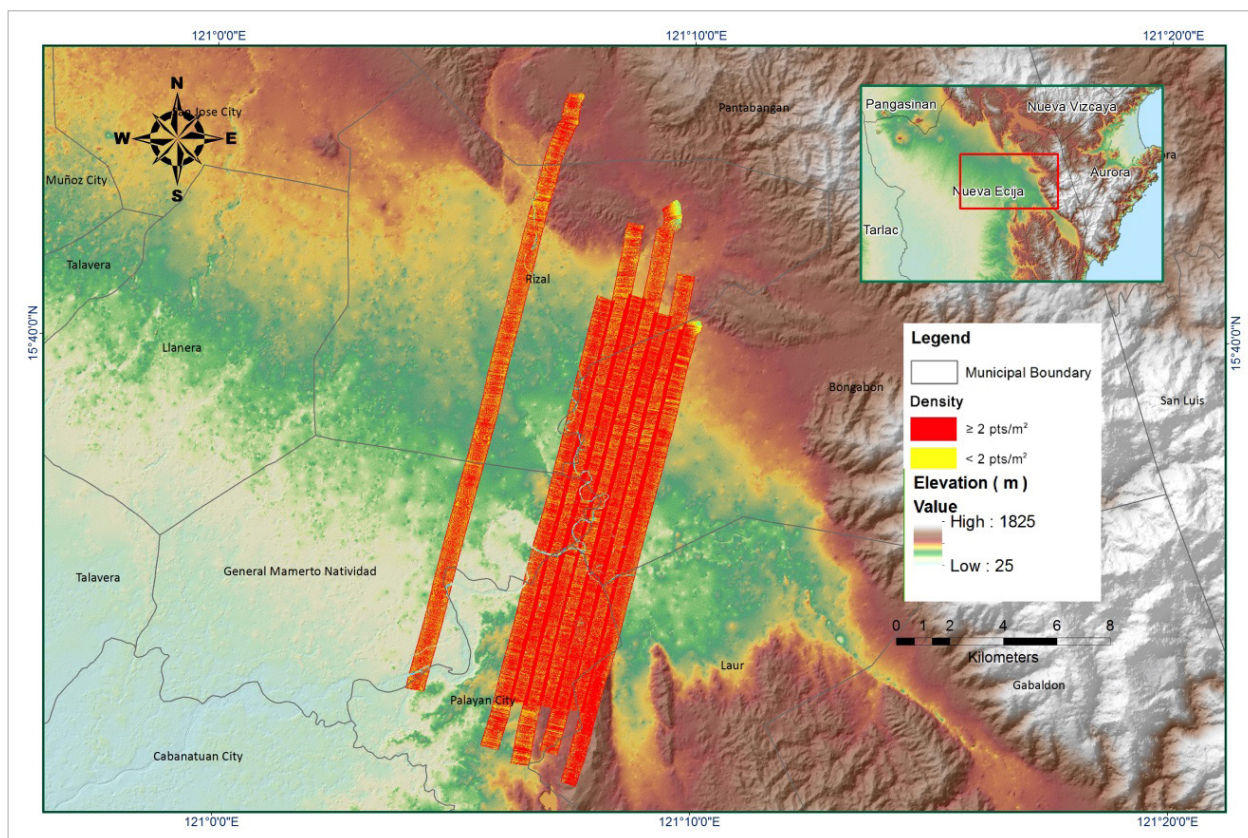 121°0'0"E
121°10'0"E
121°20'0"E
N
W
E
S
San Jose City
Pantabangan
Pangasinan
Nueva Vizcaya
Aurora
Nueva Ecija
Tarlac
Muñoz City
Talavera
Rizal
15°40'0"N
15°40'0"N
Llanera
Bongabon
San Luis
Legend
Municipal Boundary
Density
≥ 2 pts/m²
< 2 pts/m²
Elevation ( m )
Value
High : 1825
Low : 25
Talavera
General Mamerto Natividad
0 1 2 4 6 8
Kilometers
Laur
Gabaldon
Palayan City
Cabanatuan City
121°0'0"E
121°10'0"E
121°20'0"E